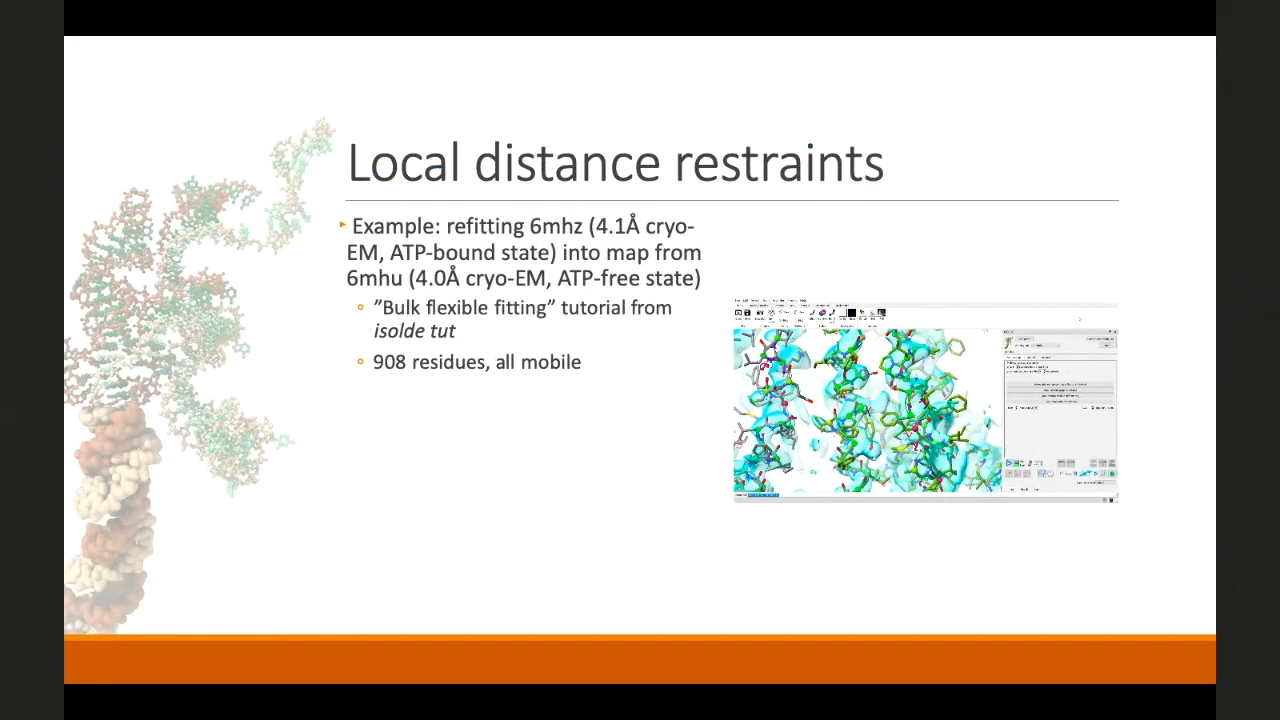 Local distance restraints
Example: refitting 6mhz (4.1Å cryo-
EM, ATP-bound state) into map from
6mhu (4.0Å cryo-EM, ATP-free state)
”Bulk flexible fitting” tutorial from
isolde tut
908 residues, all mobile